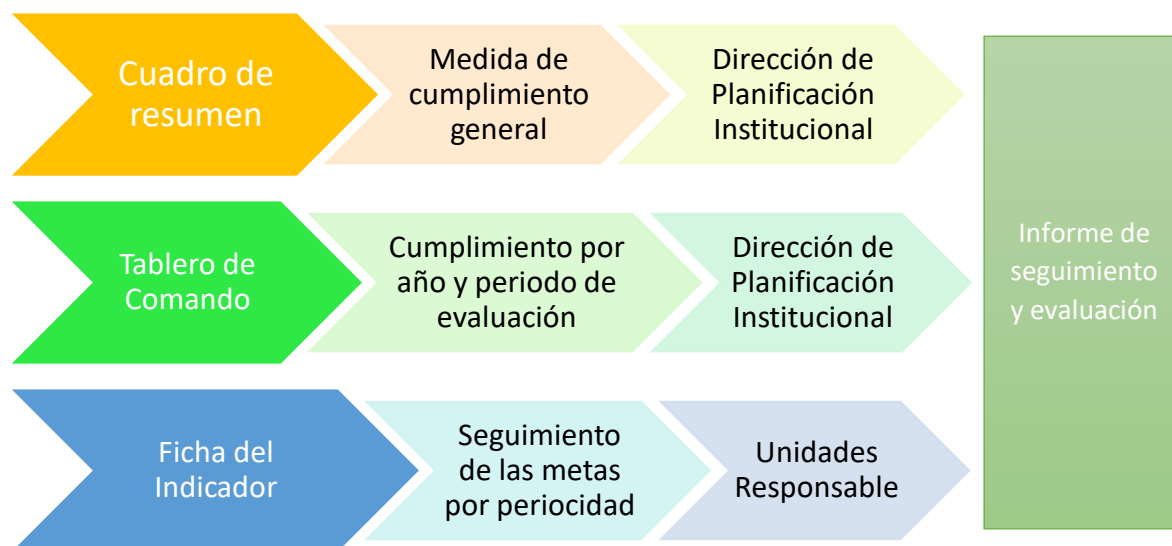 Cuadro de
resumen
Medida de
cumplimiento
general
Dirección de
Planificación
Institucional
Tablero de
Comando
Cumplimiento por
año y periodo de
evaluación
Dirección de
Planificación
Institucional
Ficha del
Indicador
Seguimiento
de las metas
por periocidad
Unidades
Responsable
Informe de
seguimiento
y evaluación